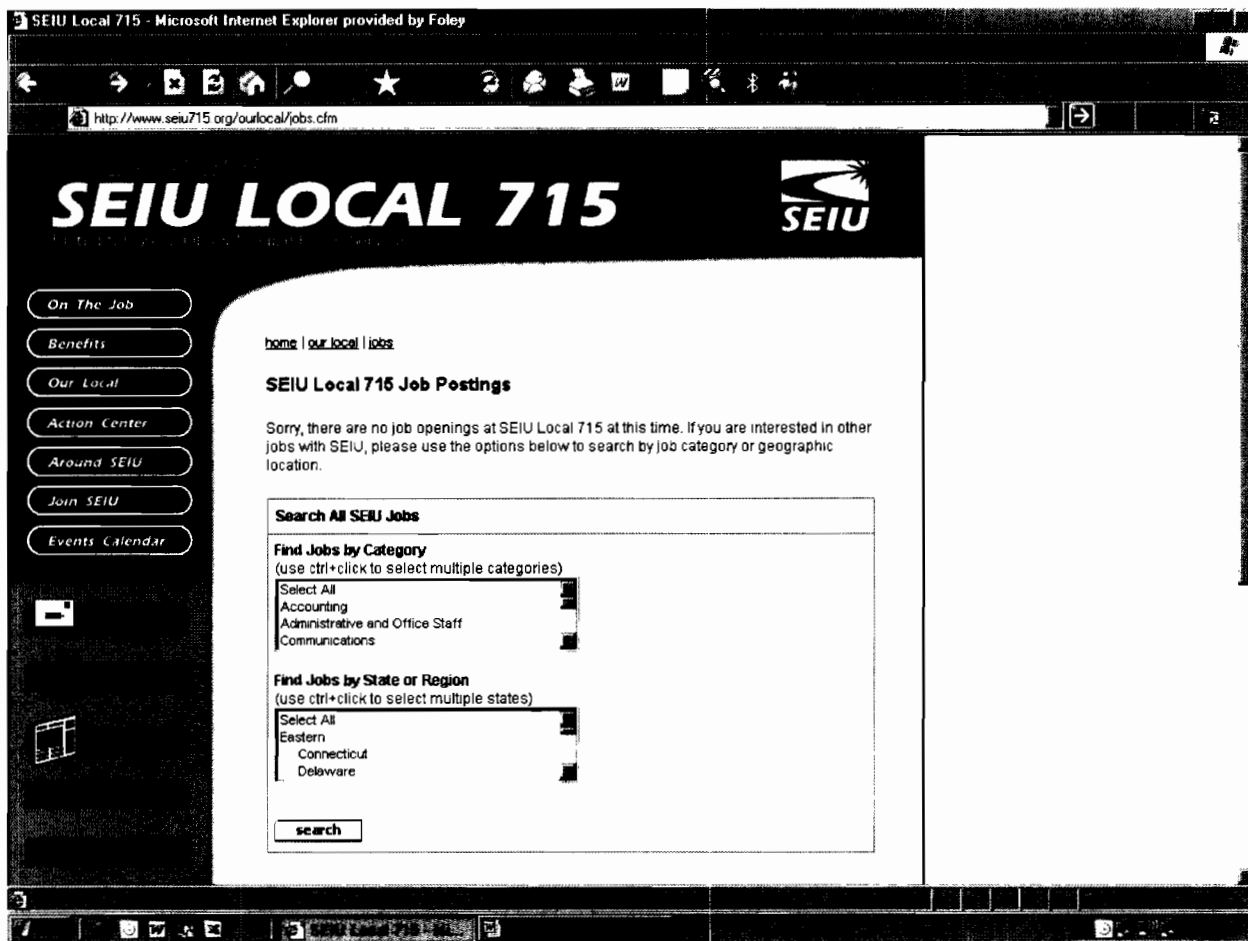 SEIU Local 715 - Microsoft Internet Explorer provided by Foley
http://www.seiu715.org/ourlocal/jobs.cfm
SEIU LOCAL 715
SEIU
On The Job
Benefits
Our Local
Action Center
Around SEIU
Join SEIU
Events Calendar
home | our local | jobs
SEIU Local 715 Job Postings
Sorry, there are no job openings at SEIU Local 715 at this time. If you are interested in other
jobs with SEIU, please use the options below to search by job category or geographic
location.
Search All SEIU Jobs
Find Jobs by Category
(use ctrl+click to select multiple categories)
Select All
Accounting
Administrative and Office Staff
Communications
Find Jobs by State or Region
(use ctrl+click to select multiple states)
Select All
Eastern
Connecticut
Delaware
search